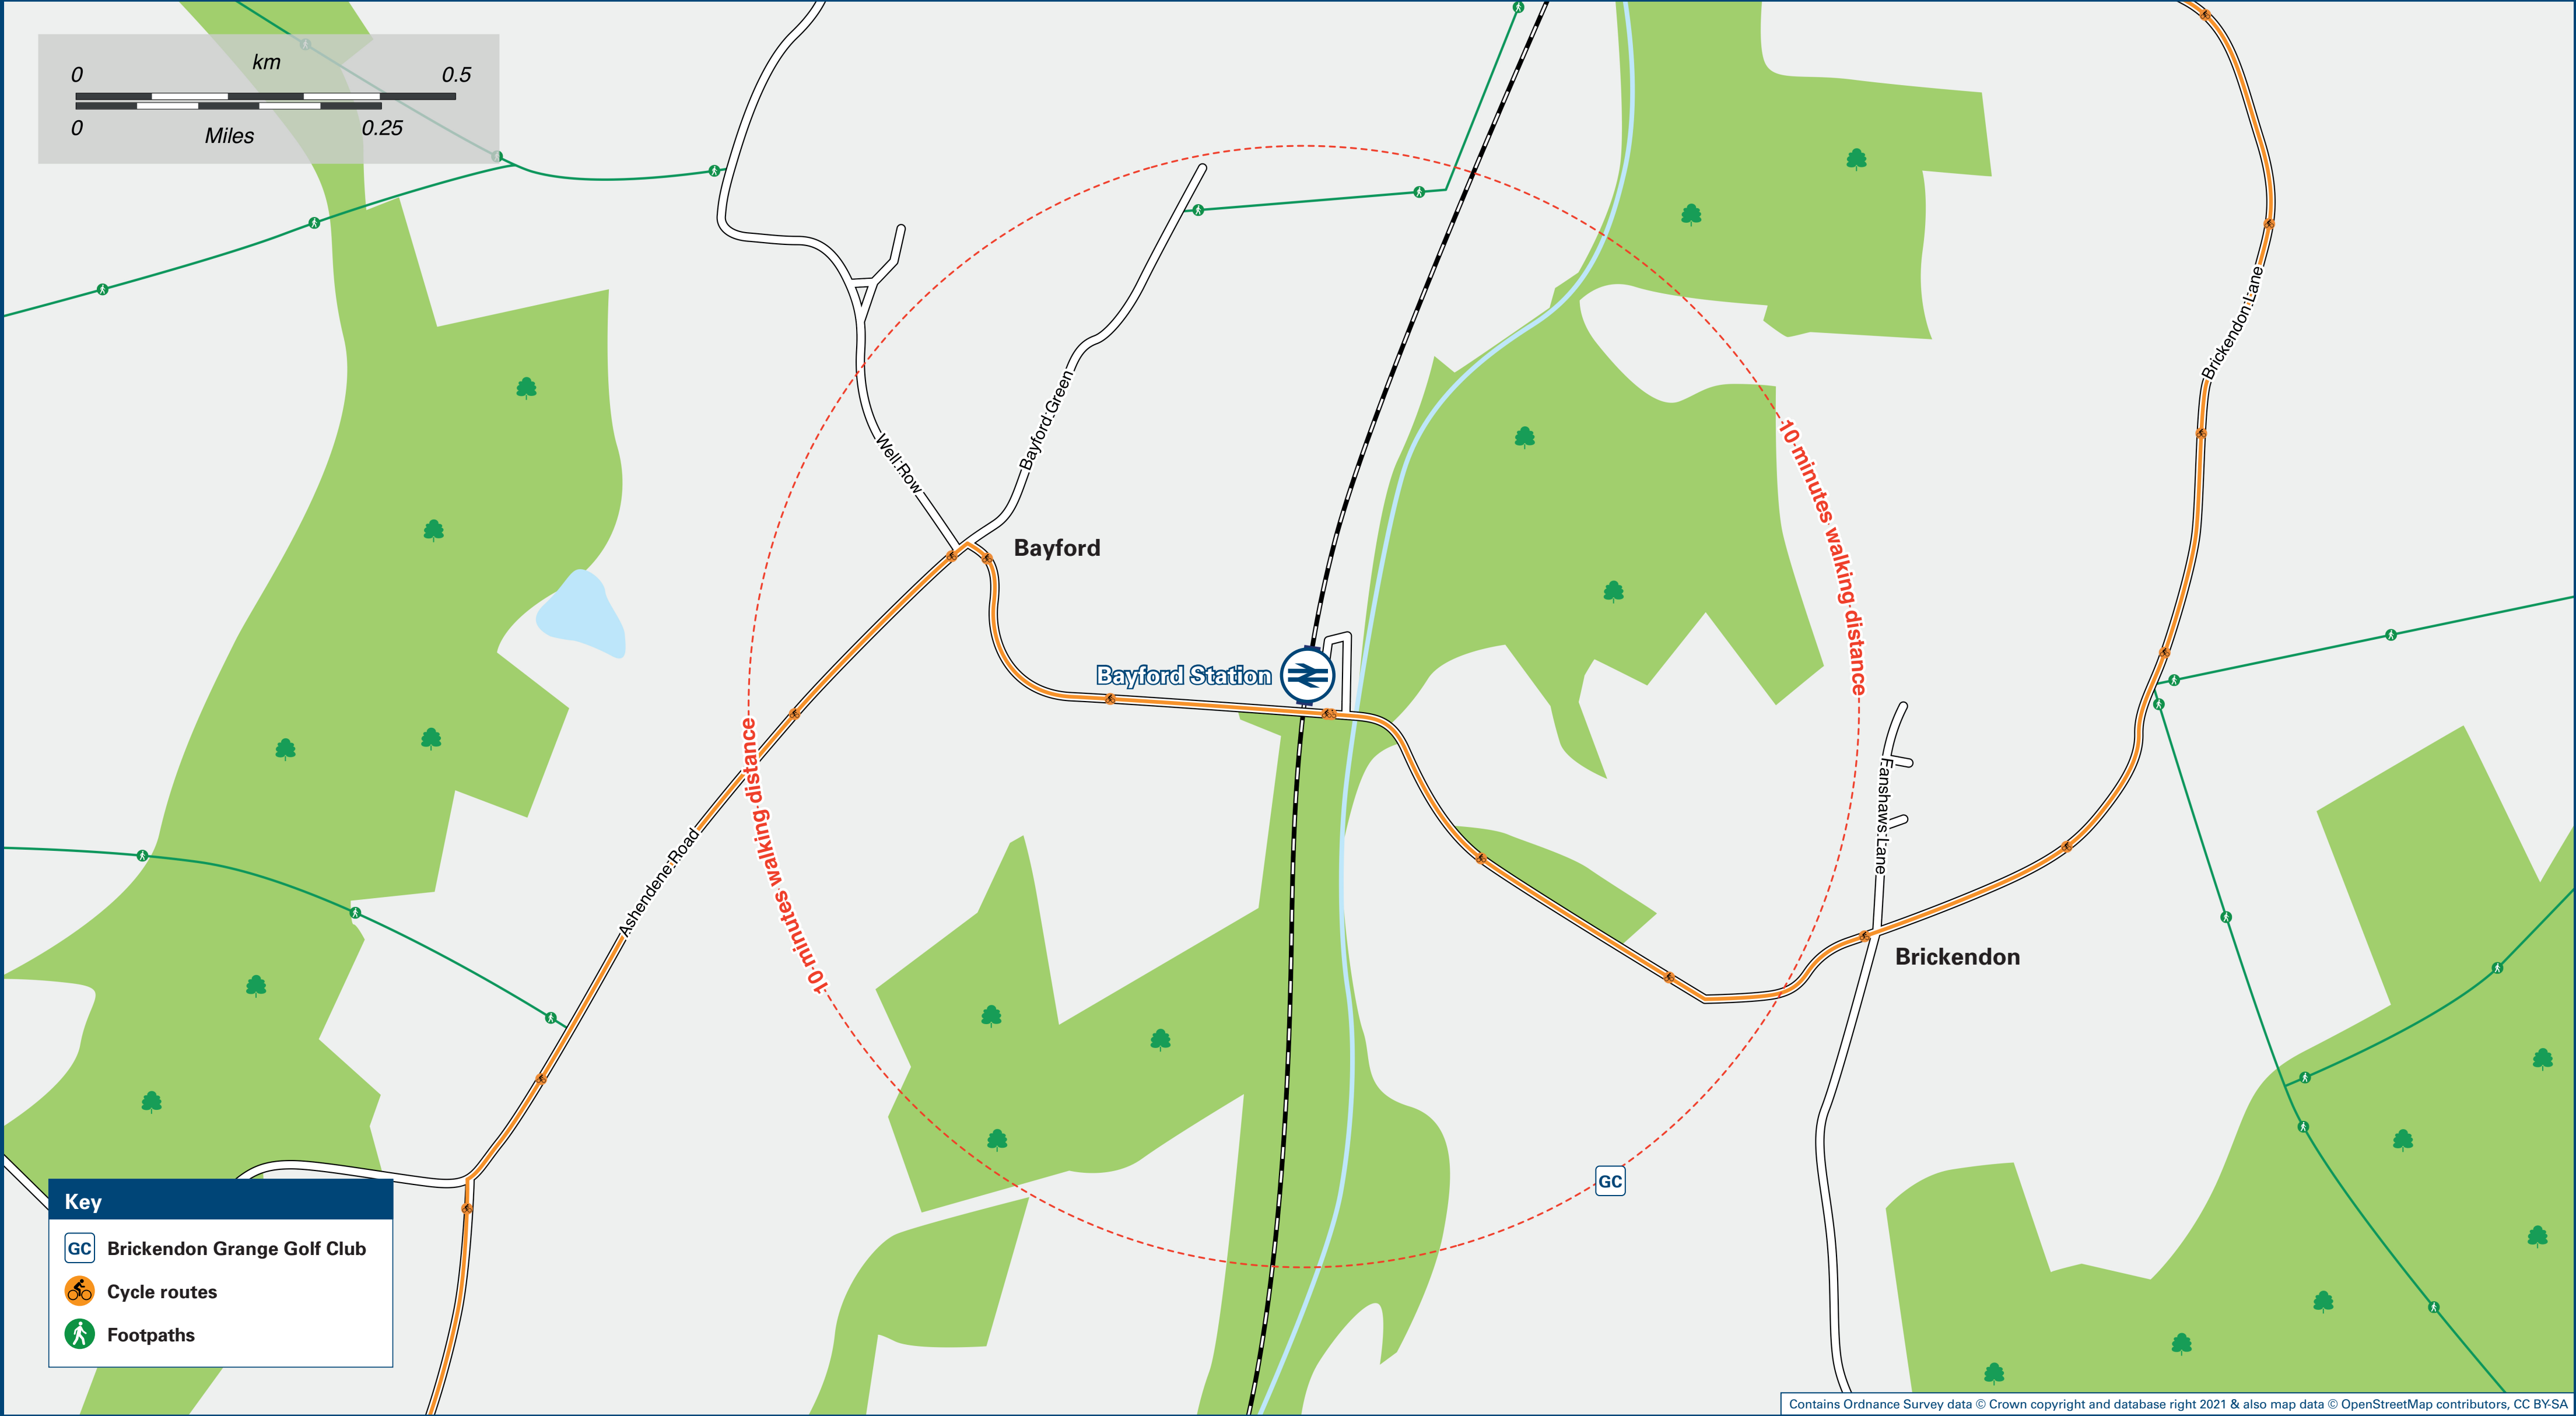 km
0 0.5
0 0.25
Miles
Brickendon Lane
Bayford Green
Well Row
10 minutes walking distance
Bayford
Bayford Station
10 minutes walking distance
Fanshaws Lane
Ashendene Road
Brickendon
GC
Key
GC Brickendon Grange Golf Club
Cycle routes
Footpaths
Contains Ordnance Survey data © Crown copyright and database right 2021 & also map data © OpenStreetMap contributors, CC BY-SA